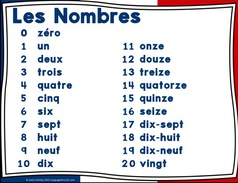 Les Nombres
0 zéro
1 un
2 deux
3 trois
4 quatre
5 cinq
6 six
7 sept
8 huit
9 neuf
10 dix
11 onze
12 douze
13 treize
14 quatorze
15 quinze
16 seize
17 dix-sept
18 dix-huit
19 dix-neuf
20 vingt